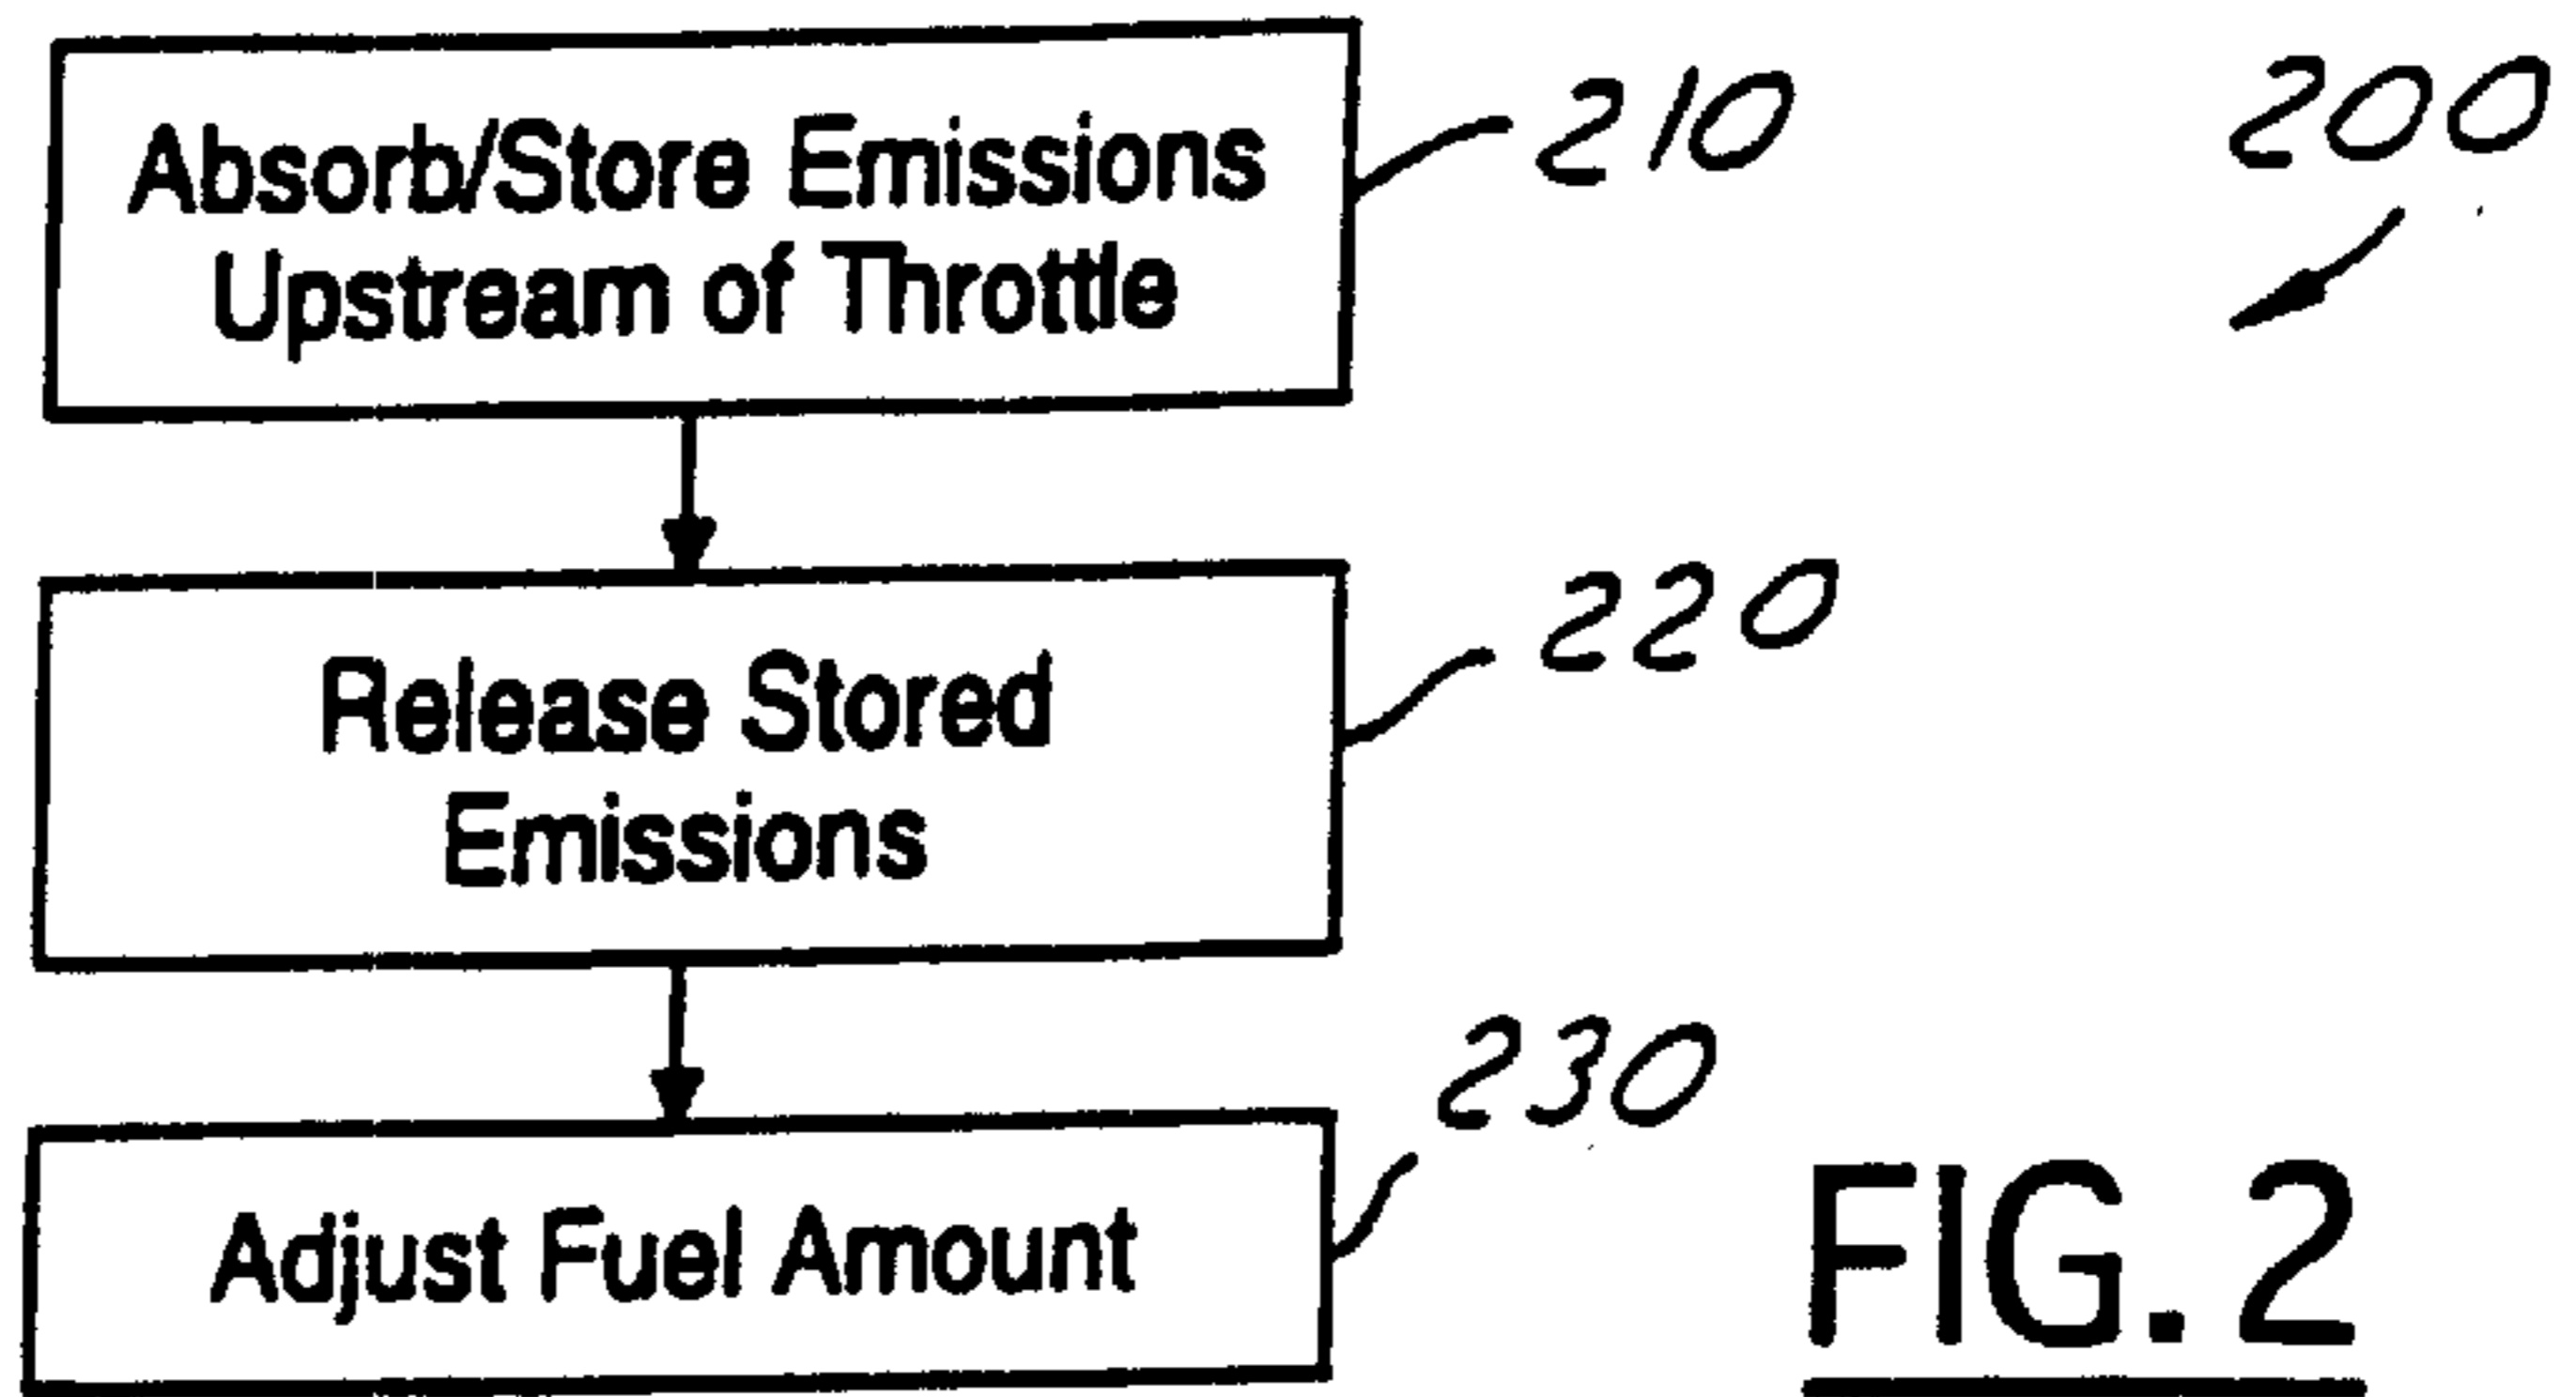 Absorb/Store Emissions
Upstream of Throttle
210
200
Release Stored
Emissions
220
Adjust Fuel Amount
230
FIG. 2